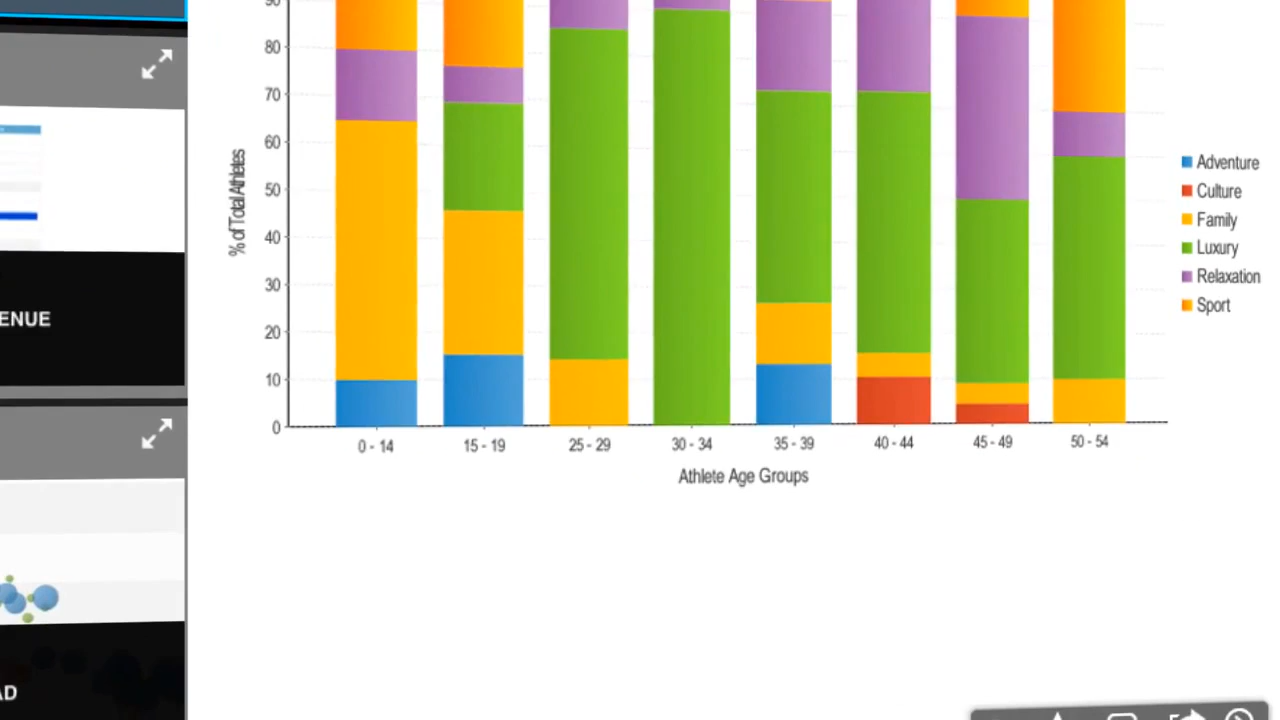 90
80
70
60
50
40
30
20
10
0
% of Total Athletes
0 - 14
15 - 19
25 - 29
30 - 34
35 - 39
40 - 44
45 - 49
50 - 54
Athlete Age Groups
Adventure
Culture
Family
Luxury
Relaxation
Sport
ENUE
AD